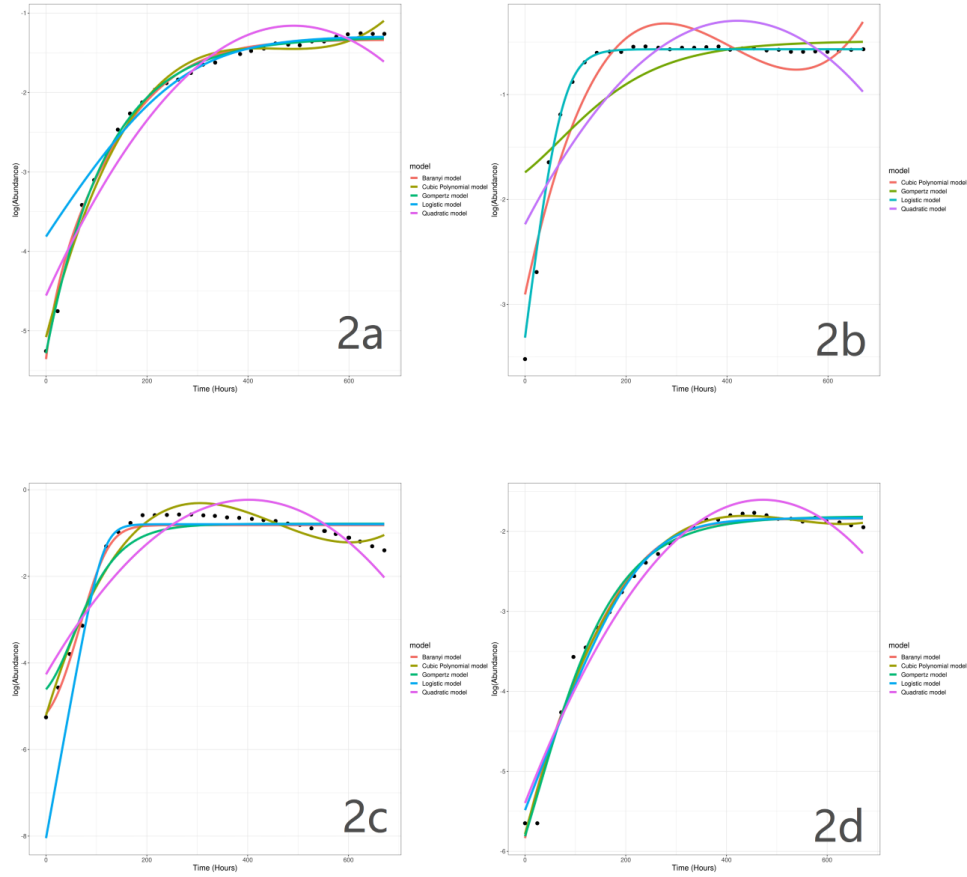 -1
-2
-3
-4
-5
log(Abundance)
0
200
400
600
Time (Hours)
2a
model
Baranyi model
Cubic Polynomial model
Gompertz model
Logistic model
Quadratic model
-1
-2
-3
log(Abundance)
0
200
400
600
Time (Hours)
2b
model
Cubic Polynomial model
Gompertz model
Logistic model
Quadratic model
0
-2
-4
-6
-8
log(Abundance)
0
200
400
600
Time (Hours)
2c
model
Baranyi model
Cubic Polynomial model
Gompertz model
Logistic model
Quadratic model
-2
-3
-4
-5
-6
log(Abundance)
0
200
400
600
Time (Hours)
2d
model
Baranyi model
Cubic Polynomial model
Gompertz model
Logistic model
Quadratic model